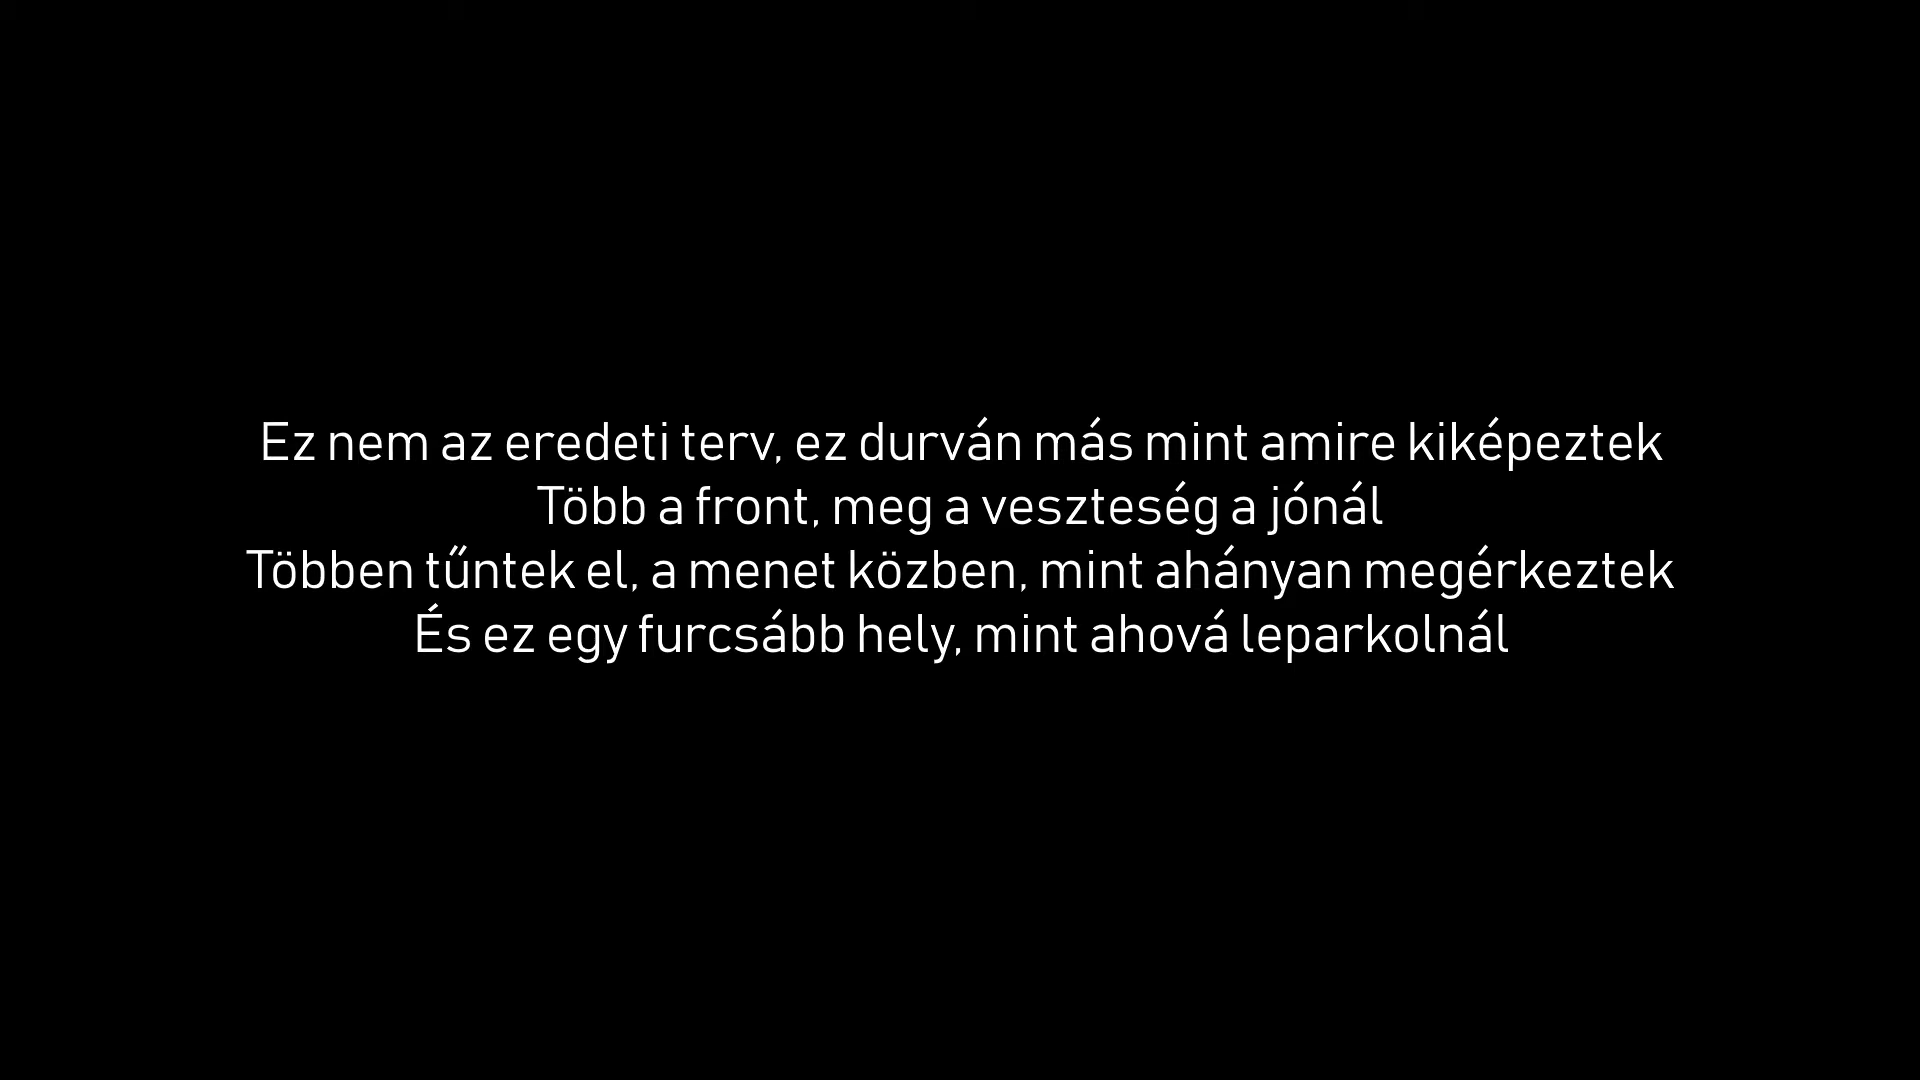 Ez nem az eredeti terv, ez durván más mint amire kiképeztek
Több a front, meg a veszteség a jónál
Többen tűntek el, a menet közben, mint ahányan megérkeztek
És ez egy furcsább hely, mint ahová leparkolnál